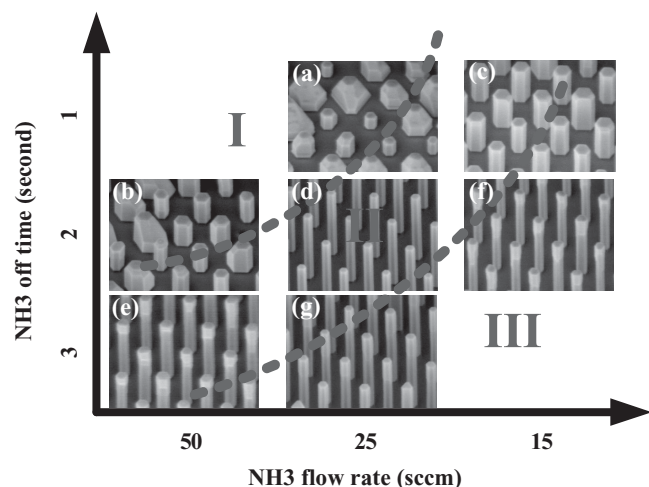 (a)
(c)
I
1
(b)
(d)
(f)
II
2
NH3 off time (second)
(e)
(g)
III
3
50
25
15
NH3 flow rate (sccm)